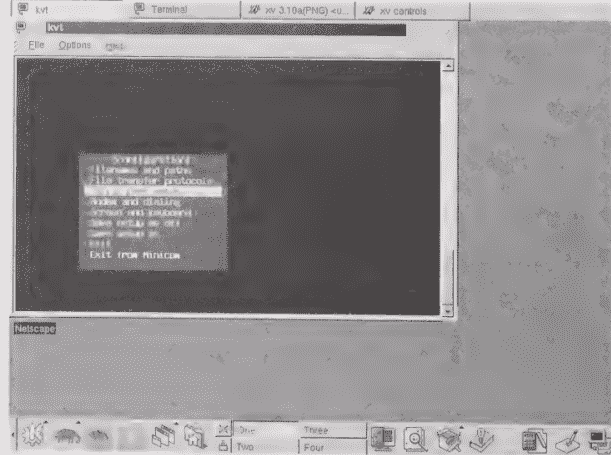 kvt
Terminal
xv 3.10a(PNG) <u...
xv controls
kvt
File Options
[configuration]
Filenames and paths
File transfer protocols
Modem and dialing
Screen and keyboard
Save setup as dfl
Save setup as..
Exit
Exit from Minicom
Netscape
One
Three
Two
Four